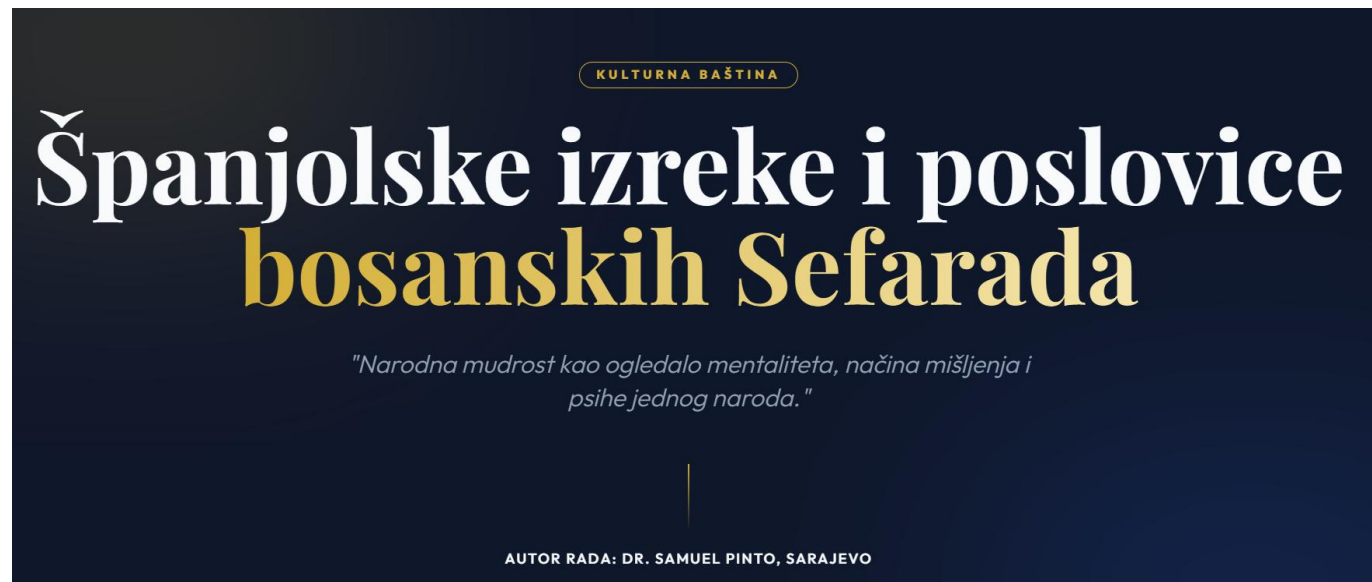 KULTURNA BAŠTINA
Španjolske izreke i poslovice
bosanskih Sefarada
"Narodna mudrost kao ogledalo mentaliteta, načina mišljenja i
psihe jednog naroda."
AUTOR RADA: DR. SAMUEL PINTO, SARAJEVO